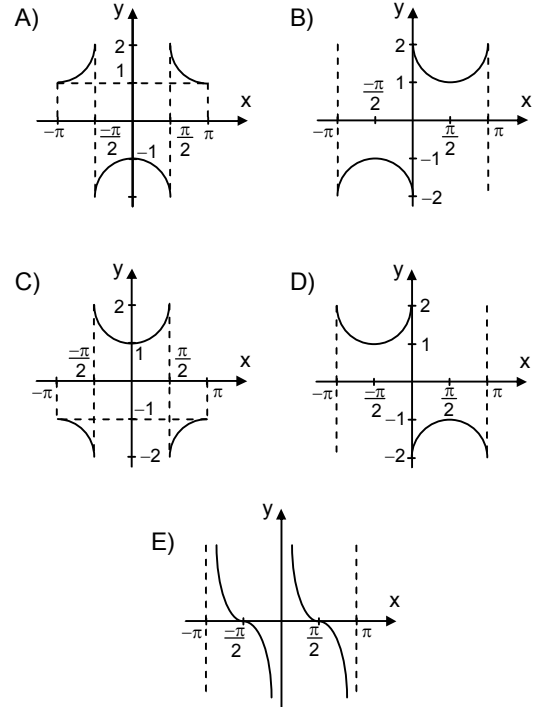 A) y B) y
2 2
1 1
x x
−π −π/2 −1 π/2 π −π −π/2 π/2 π
−1
−2
C) y D) y
2 2
1 1
x x
−π −π/2 π/2 π −π −π/2 π/2 π
−1 −1
−2 −2
E) y
x
−π −π/2 π/2 π